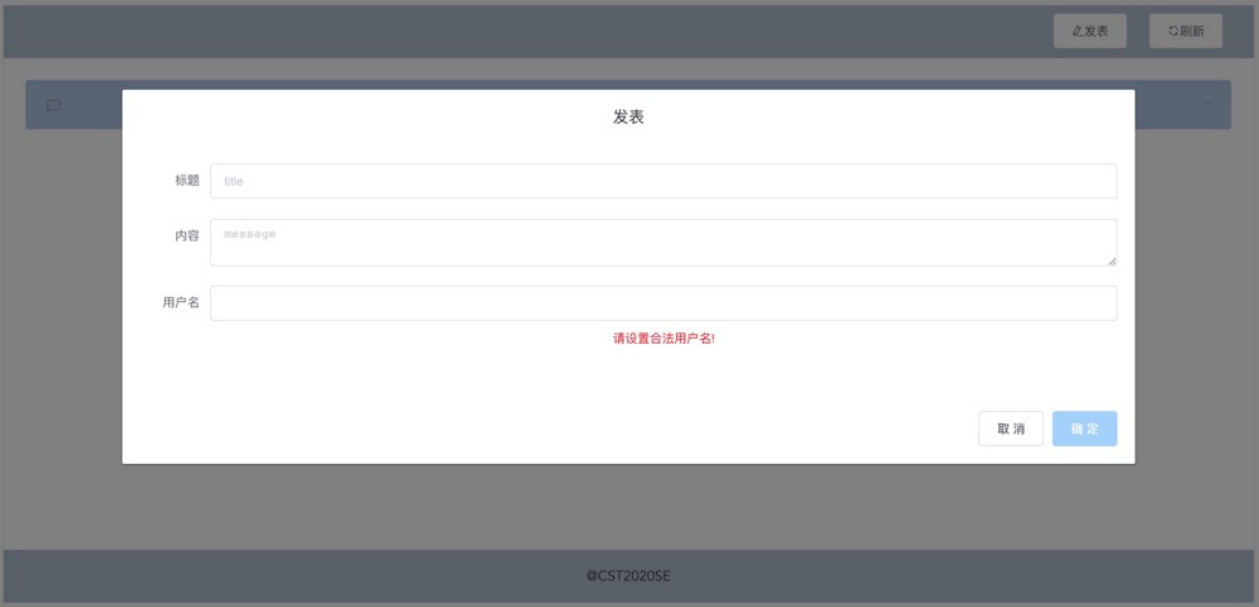 发表
刷新
发表
标题
title
内容
message
用户名
请设置合法用户名!
取 消
确 定
@CST2020SE